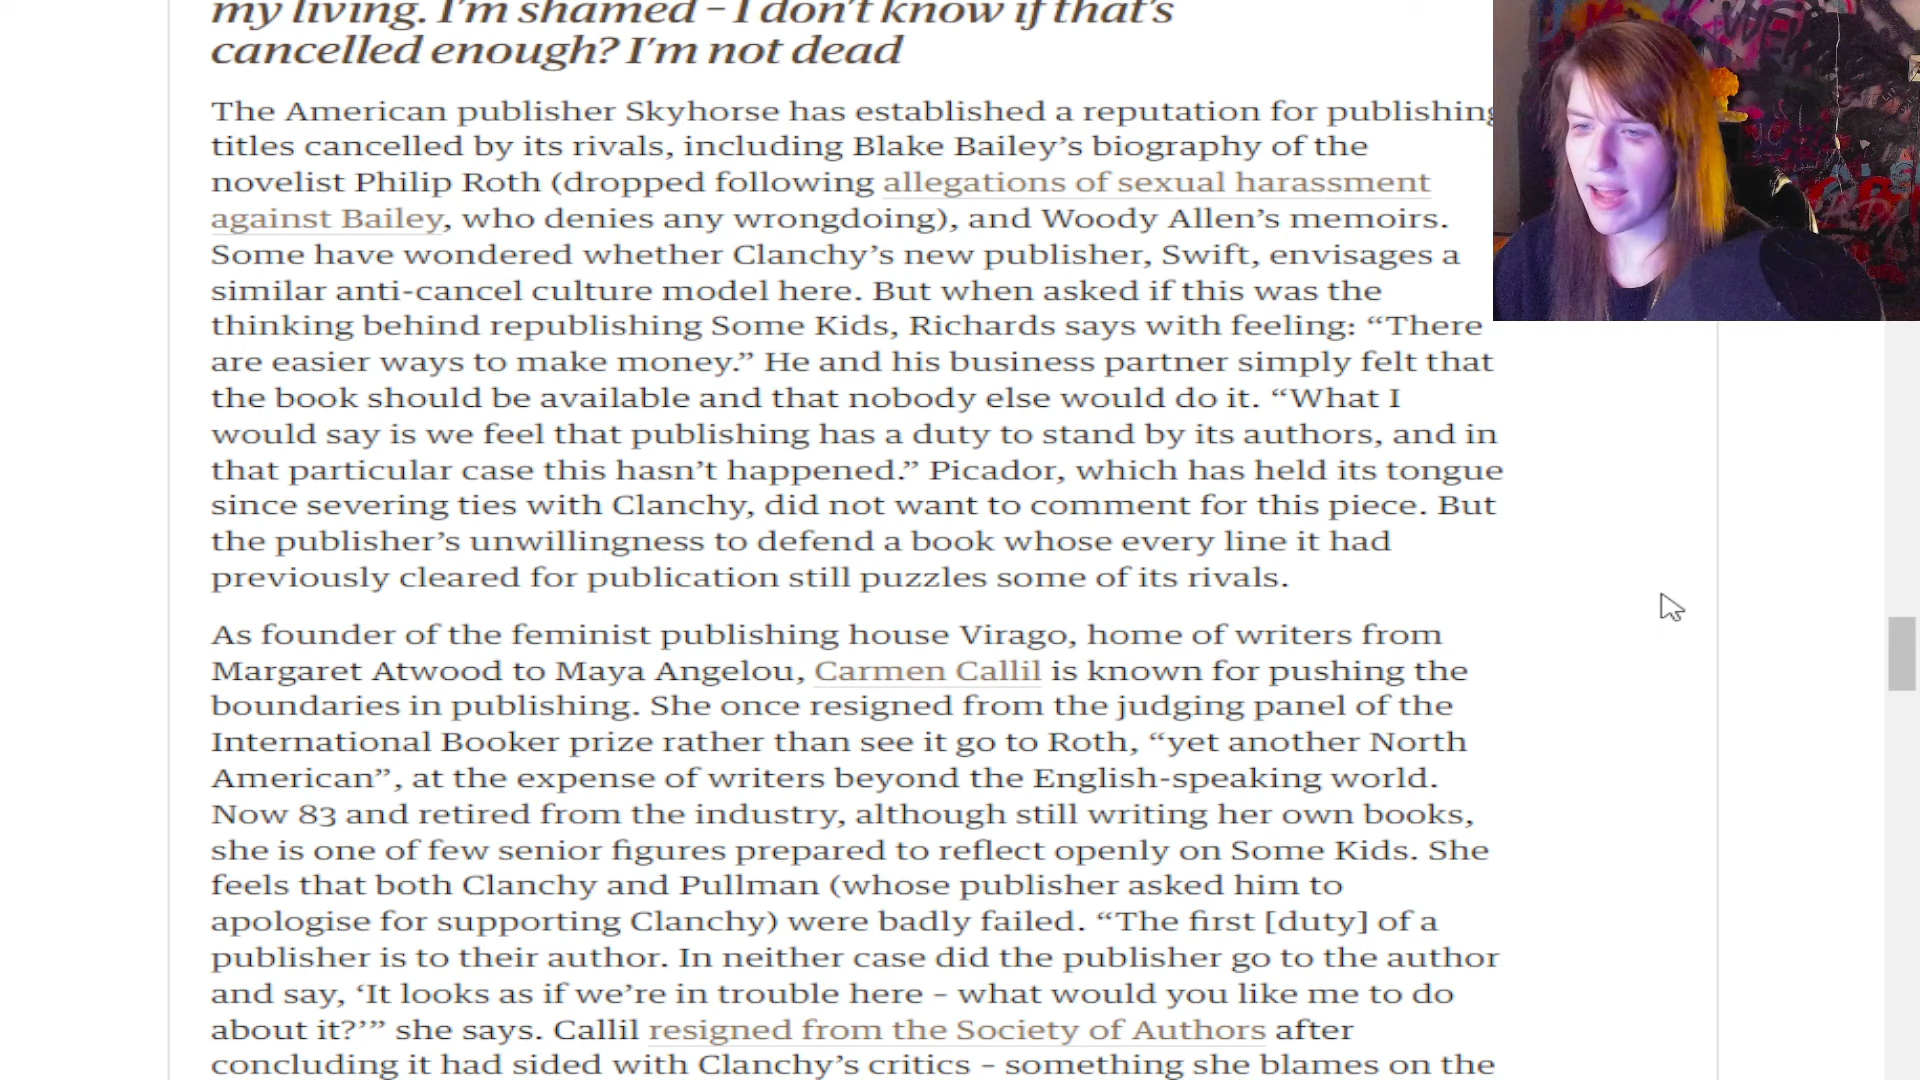 my living. I'm shamed – I don't know if that's
cancelled enough? I'm not dead
The American publisher Skyhorse has established a reputation for publishing
titles cancelled by its rivals, including Blake Bailey’s biography of the
novelist Philip Roth (dropped following allegations of sexual harassment
against Bailey, who denies any wrongdoing), and Woody Allen’s memoirs.
Some have wondered whether Clanchy’s new publisher, Swift, envisages a
similar anti-cancel culture model here. But when asked if this was the
thinking behind republishing Some Kids, Richards says with feeling: “There
are easier ways to make money.” He and his business partner simply felt that
the book should be available and that nobody else would do it. “What I
would say is we feel that publishing has a duty to stand by its authors, and in
that particular case this hasn’t happened.” Picador, which has held its tongue
since severing ties with Clanchy, did not want to comment for this piece. But
the publisher’s unwillingness to defend a book whose every line it had
previously cleared for publication still puzzles some of its rivals.
As founder of the feminist publishing house Virago, home of writers from
Margaret Atwood to Maya Angelou, Carmen Callil is known for pushing the
boundaries in publishing. She once resigned from the judging panel of the
International Booker prize rather than see it go to Roth, “yet another North
American”, at the expense of writers beyond the English-speaking world.
Now 83 and retired from the industry, although still writing her own books,
she is one of few senior figures prepared to reflect openly on Some Kids. She
feels that both Clanchy and Pullman (whose publisher asked him to
apologise for supporting Clanchy) were badly failed. “The first [duty] of a
publisher is to their author. In neither case did the publisher go to the author
and say, ‘It looks as if we’re in trouble here – what would you like me to do
about it?’” she says. Callil resigned from the Society of Authors after
concluding it had sided with Clanchy’s critics – something she blames on the